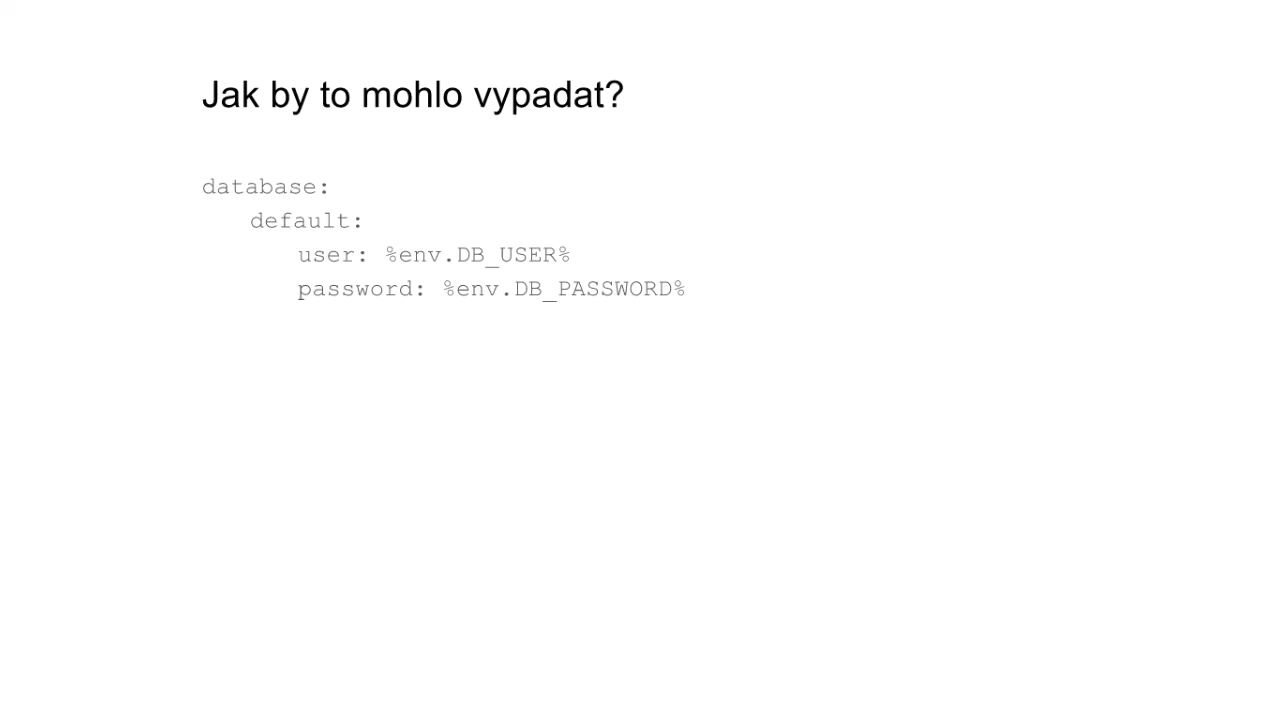 Jak by to mohlo vypadat?
database:
default:
user: %env.DB_USER%
password: %env.DB_PASSWORD%